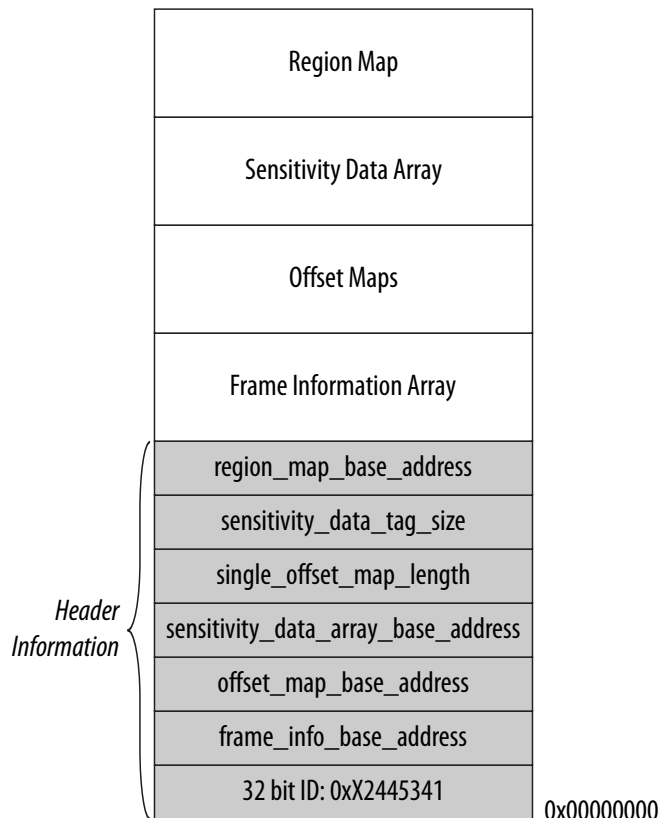 Region Map
Sensitivity Data Array
Offset Maps
Frame Information Array
region_map_base_address
sensitivity_data_tag_size
single_offset_map_length
Header
Information
sensitivity_data_array_base_address
offset_map_base_address
frame_info_base_address
32 bit ID: 0xX2445341
0x00000000